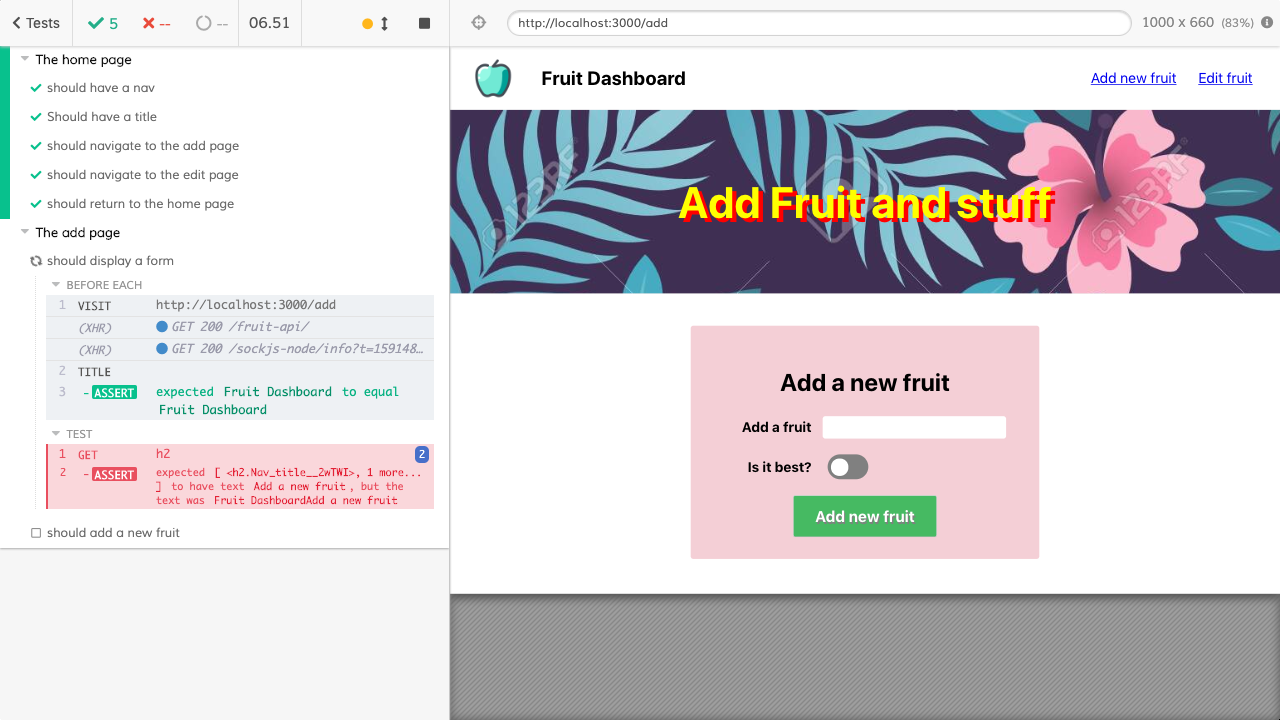 Tests
5
--
--
06.51
http://localhost:3000/add
1000 x 660 (83%)
The home page
should have a nav
Should have a title
should navigate to the add page
should navigate to the edit page
should return to the home page
The add page
should display a form
BEFORE EACH
1 VISIT http://localhost:3000/add
(XHR) GET 200 /fruit-api/
(XHR) GET 200 /sockjs-node/info?t=159148…
2 TITLE
3 -ASSERT expected Fruit Dashboard to equal
Fruit Dashboard
TEST
1 GET h2 2
2 -ASSERT expected [ <h2.Nav_title__2wTWI>, 1 more...
] to have text Add a new fruit, but the
text was Fruit DashboardAdd a new fruit
should add a new fruit
Fruit Dashboard
Add new fruit
Edit fruit
123RF
123RF
Add Fruit and stuff
Add a new fruit
Add a fruit
Is it best?
Add new fruit